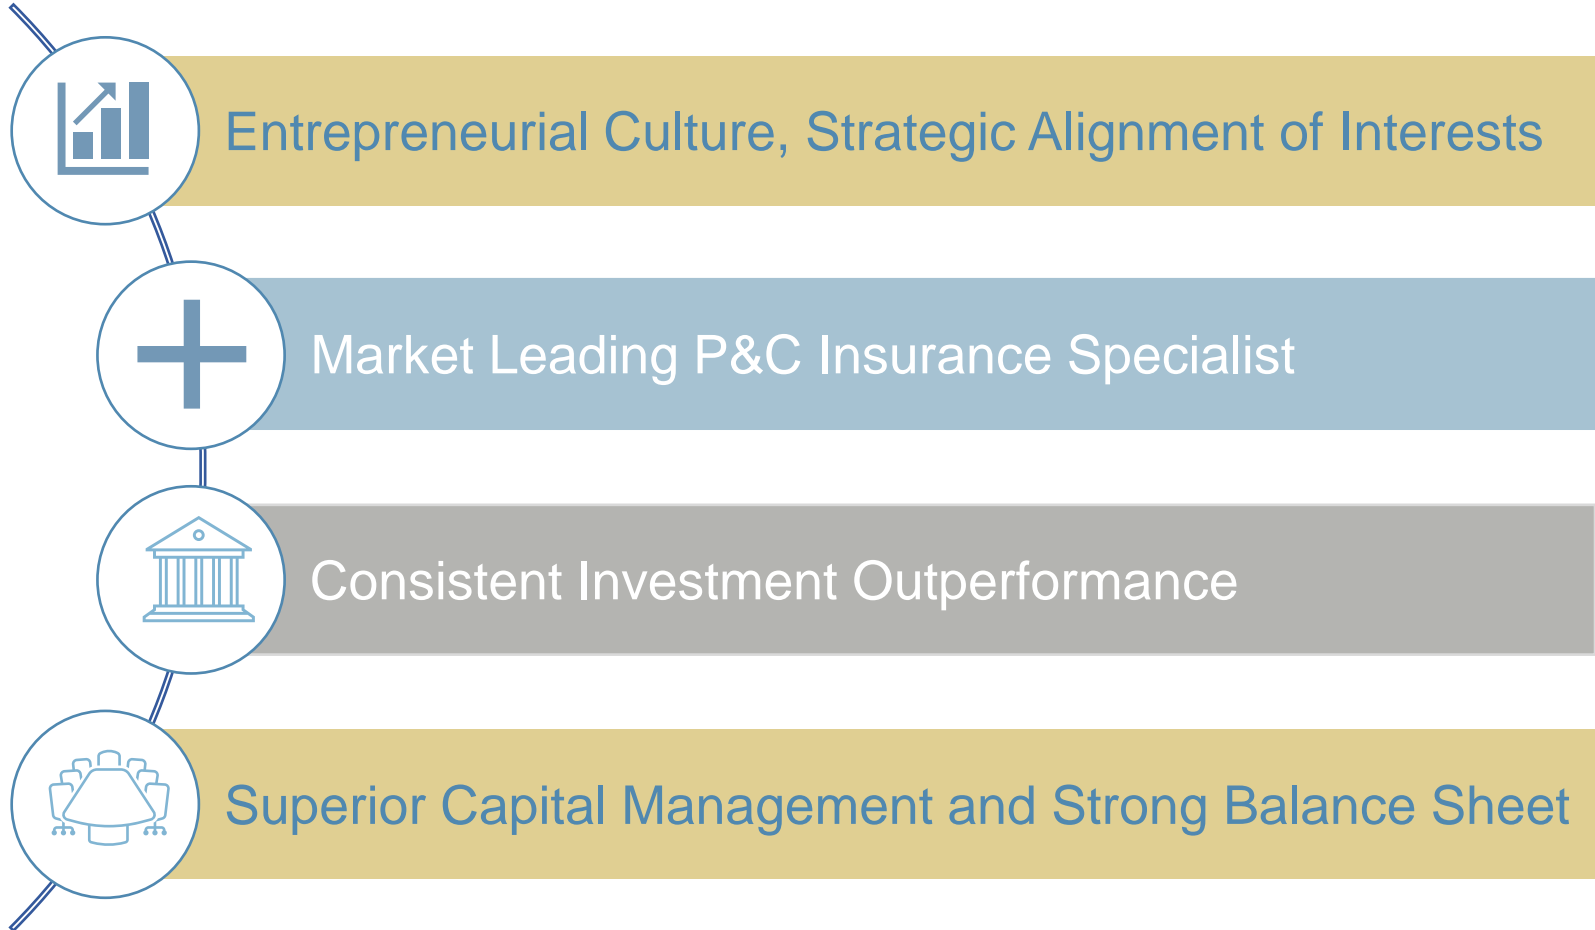 Entrepreneurial Culture, Strategic Alignment of Interests
Market Leading P&C Insurance Specialist
Consistent Investment Outperformance
Superior Capital Management and Strong Balance Sheet